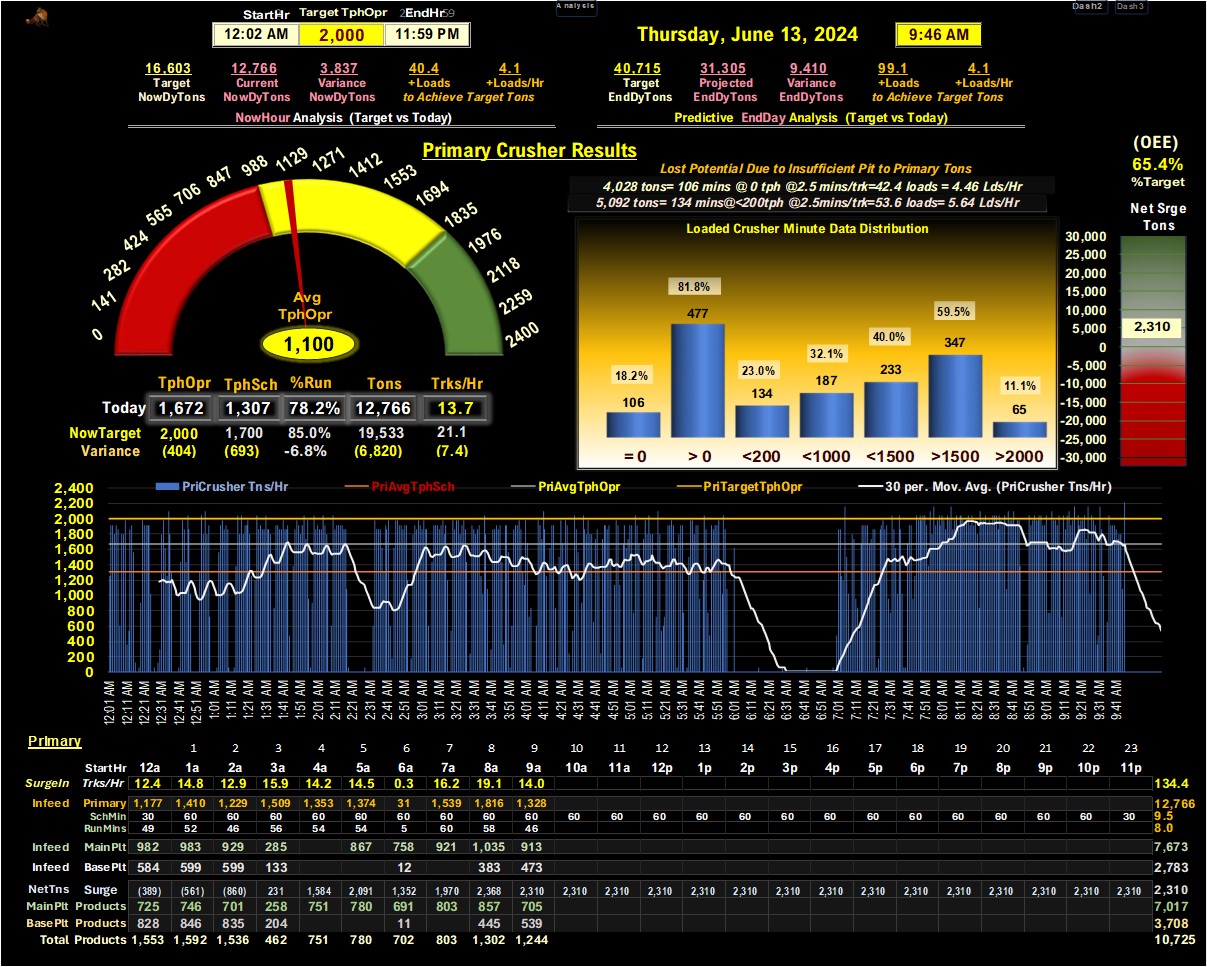 StartHr Target TphOpr EndHr
Analysis
Dash2 Dash3
12:02 AM 2,000 11:59 PM
Thursday, June 13, 2024 9:46 AM
16,603 12,766 3,837 40.4 4.1
Target Current Variance +Loads +Loads/Hr
NowDyTons NowDyTons NowDyTons to Achieve Target Tons
NowHour Analysis (Target vs Today)
40,715 31,305 9,410 99.1 4.1
Target Projected Variance +Loads +Loads/Hr
EndDyTons EndDyTons EndDyTons to Achieve Target Tons
Predictive EndDay Analysis (Target vs Today)
Primary Crusher Results
0 141 282 424 565 706 847 988 1129 1271 1412 1553 1694 1835 1976 2118 2259 2400
Avg
TphOpr
1,100
TphOpr TphSch %Run Tons Trks/Hr
Today 1,672 1,307 78.2% 12,766 13.7
NowTarget 2,000 1,700 85.0% 19,533 21.1
Variance (404) (693) -6.8% (6,820) (7.4)
Lost Potential Due to Insufficient Pit to Primary Tons
4,028 tons= 106 mins @ 0 tph @2.5 mins/trk=42.4 loads = 4.46 Lds/Hr
5,092 tons= 134 mins@<200tph @2.5mins/trk=53.6 loads= 5.64 Lds/Hr
Loaded Crusher Minute Data Distribution
18.2% 81.8% 23.0% 32.1% 40.0% 59.5% 11.1%
106 477 134 187 233 347 65
= 0 > 0 <200 <1000 <1500 >1500 >2000
(OEE)
65.4%
%Target
Net Srge
Tons
30,000
25,000
20,000
15,000
10,000
5,000
0
-5,000
-10,000
-15,000
-20,000
-25,000
-30,000
2,310
PriCrusher Tns/Hr PriAvgTphSch PriAvgTphOpr PriTargetTphOpr 30 per. Mov. Avg. (PriCrusher Tns/Hr)
2,400
2,200
2,000
1,800
1,600
1,400
1,200
1,000
800
600
400
200
0
12:01 AM 12:11 AM 12:21 AM 12:31 AM 12:41 AM 12:51 AM 1:01 AM 1:11 AM 1:21 AM 1:31 AM 1:41 AM 1:51 AM 2:01 AM 2:11 AM 2:21 AM 2:31 AM 2:41 AM 2:51 AM 3:01 AM 3:11 AM 3:21 AM 3:31 AM 3:41 AM 3:51 AM 4:01 AM 4:11 AM 4:21 AM 4:31 AM 4:41 AM 4:51 AM 5:01 AM 5:11 AM 5:21 AM 5:31 AM 5:41 AM 5:51 AM 6:01 AM 6:11 AM 6:21 AM 6:31 AM 6:41 AM 6:51 AM 7:01 AM 7:11 AM 7:21 AM 7:31 AM 7:41 AM 7:51 AM 8:01 AM 8:11 AM 8:21 AM 8:31 AM 8:41 AM 8:51 AM 9:01 AM 9:11 AM 9:21 AM 9:31 AM 9:41 AM
Primary
1 2 3 4 5 6 7 8 9 10 11 12 13 14 15 16 17 18 19 20 21 22 23
StartHr 12a 1a 2a 3a 4a 5a 6a 7a 8a 9a 10a 11a 12p 1p 2p 3p 4p 5p 6p 7p 8p 9p 10p 11p
SurgeIn Trks/Hr 12.4 14.8 12.9 15.9 14.2 14.5 0.3 16.2 19.1 14.0 134.4
Infeed Primary 1,177 1,410 1,229 1,509 1,353 1,374 31 1,539 1,816 1,328 12,766
SchMin 30 60 60 60 60 60 60 60 60 60 60 60 60 60 60 60 60 60 60 60 60 60 60 30 9.5
RunMins 49 52 46 56 54 54 5 60 58 46 8.0
Infeed MainPlt 982 983 929 285 867 758 921 1,035 913 7,673
Infeed BasePlt 584 599 599 133 12 383 473 2,783
NetTns Surge (389) (561) (860) 231 1,584 2,091 1,352 1,970 2,368 2,310 2,310 2,310 2,310 2,310 2,310 2,310 2,310 2,310 2,310 2,310 2,310 2,310 2,310 2,310 2,310
MainPlt Products 725 746 701 258 751 780 691 803 857 705 7,017
BasePlt Products 828 846 835 204 11 445 539 3,708
Total Products 1,553 1,592 1,536 462 751 780 702 803 1,302 1,244 10,725